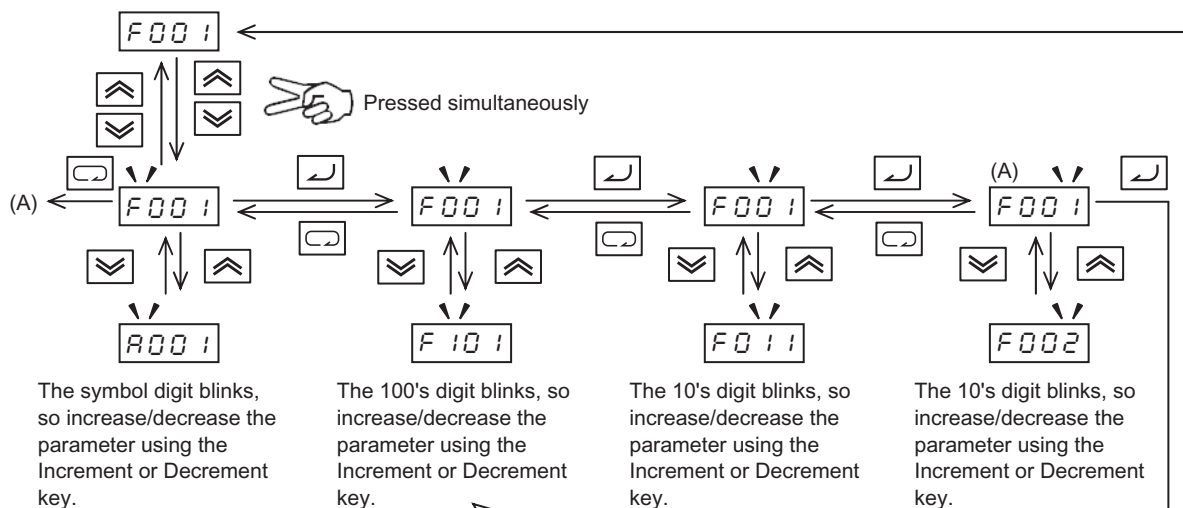 F001
Pressed simultaneously
(A)
(A)
F001
F001
F001
F001
A001
F101
F011
F002
The symbol digit blinks,
so increase/decrease the
parameter using the
Increment or Decrement
key.
The 100's digit blinks, so
increase/decrease the
parameter using the
Increment or Decrement
key.
The 10's digit blinks, so
increase/decrease the
parameter using the
Increment or Decrement
key.
The 10's digit blinks, so
increase/decrease the
parameter using the
Increment or Decrement
key.